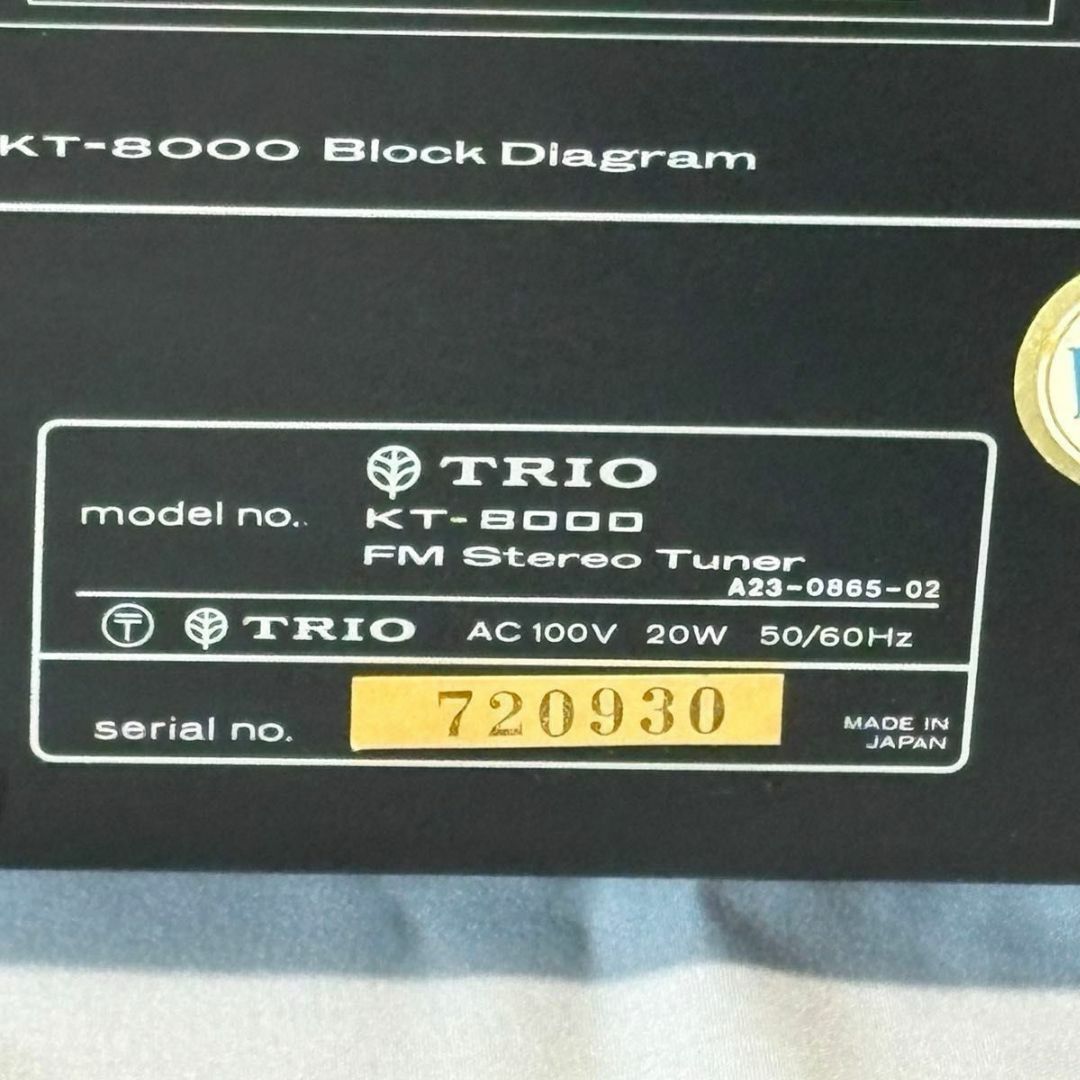 KT-8000 Block Diagram
TRIO
model no. KT-8000
FM Stereo Tuner
A23-0865-02
〒 TRIO AC 100V 20W 50/60Hz
serial no. 720930
MADE IN
JAPAN